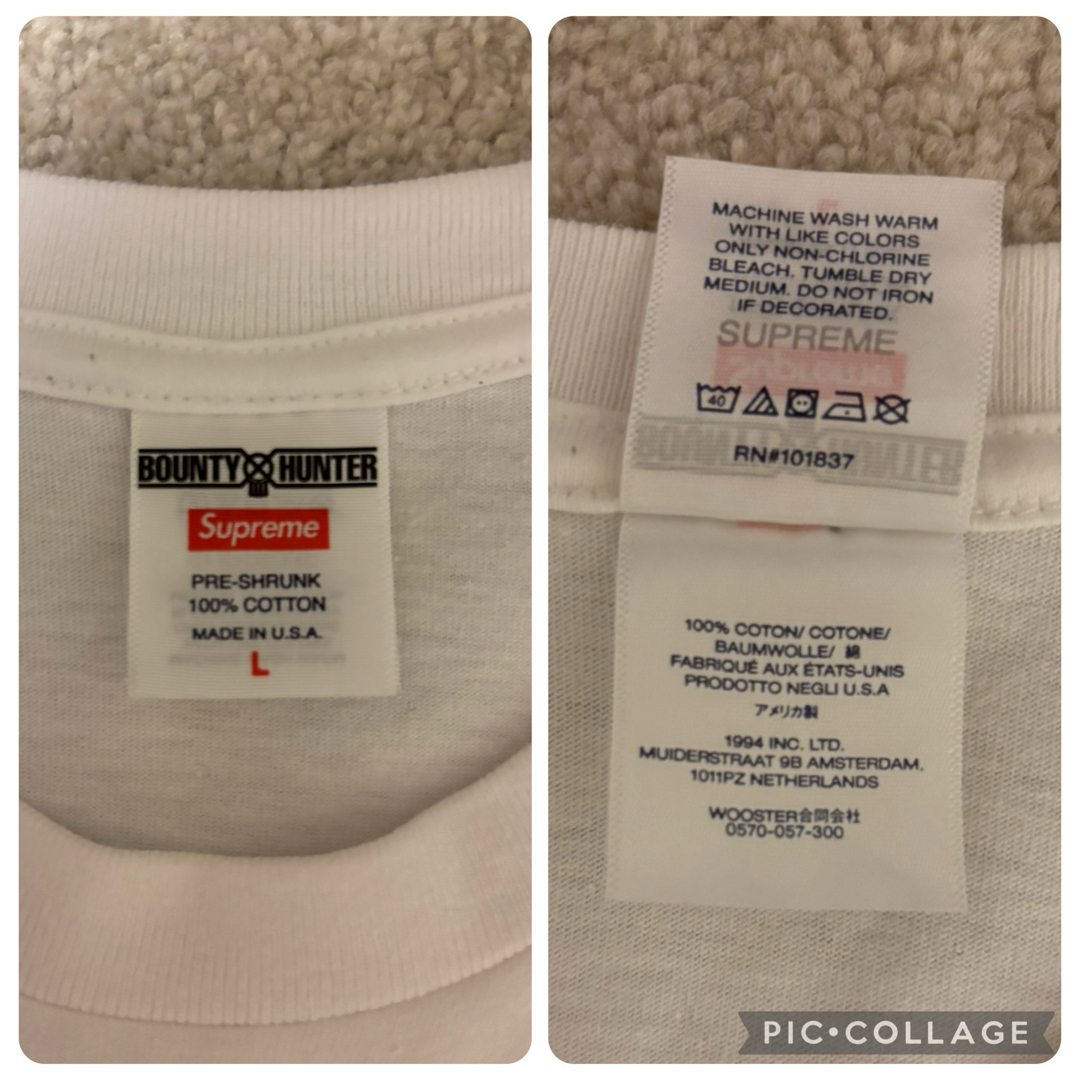 BOUNTY HUNTER
Supreme
PRE-SHRUNK
100% COTTON
MADE IN U.S.A.
L
MACHINE WASH WARM
WITH LIKE COLORS
ONLY NON-CHLORINE
BLEACH. TUMBLE DRY
MEDIUM. DO NOT IRON
IF DECORATED.
SUPREME
40
RN#101837
100% COTON/ COTONE/
BAUMWOLLE/ 綿
FABRIQUÉ AUX ÉTATS-UNIS
PRODOTTO NEGLI U.S.A
アメリカ製
1994 INC. LTD.
MUIDERSTRAAT 9B AMSTERDAM.
1011PZ NETHERLANDS
WOOSTER合同会社
0570-057-300
PIC•COLLAGE